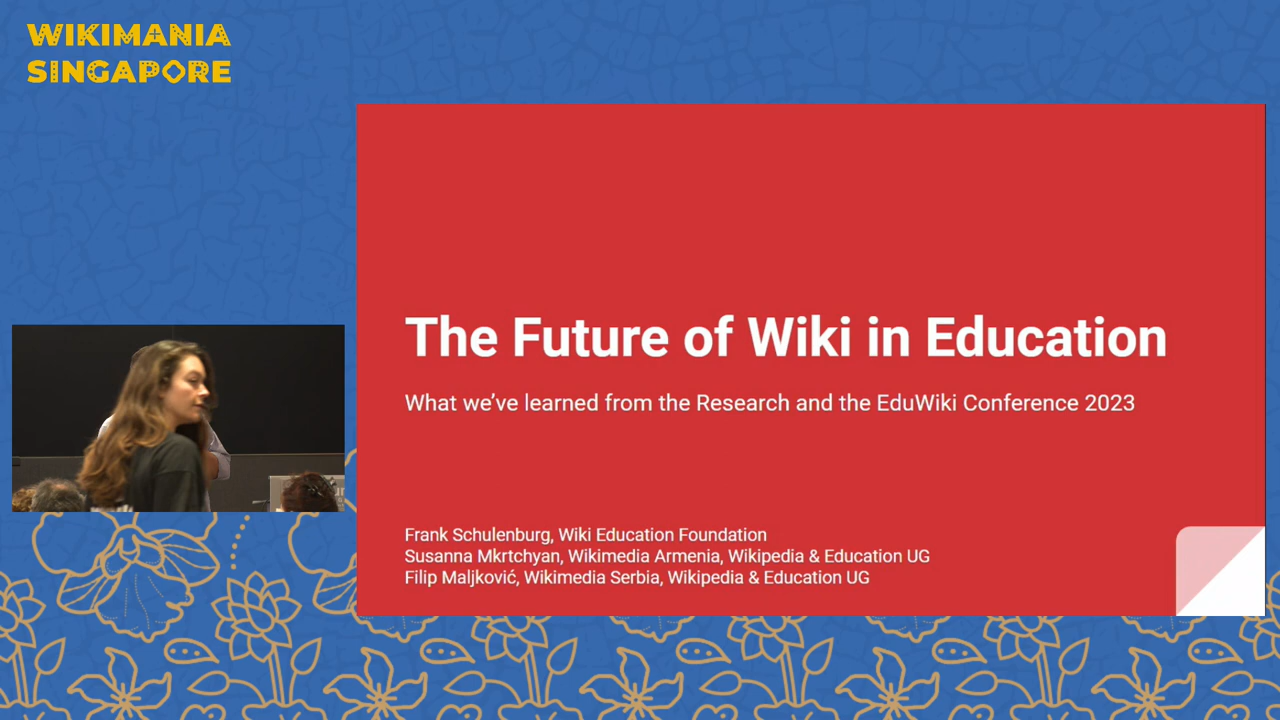 WIKIMANIA
SINGAPORE
The Future of Wiki in Education
What we’ve learned from the Research and the EduWiki Conference 2023
Frank Schulenburg, Wiki Education Foundation
Susanna Mkrtchyan, Wikimedia Armenia, Wikipedia & Education UG
Filip Maljković, Wikimedia Serbia, Wikipedia & Education UG